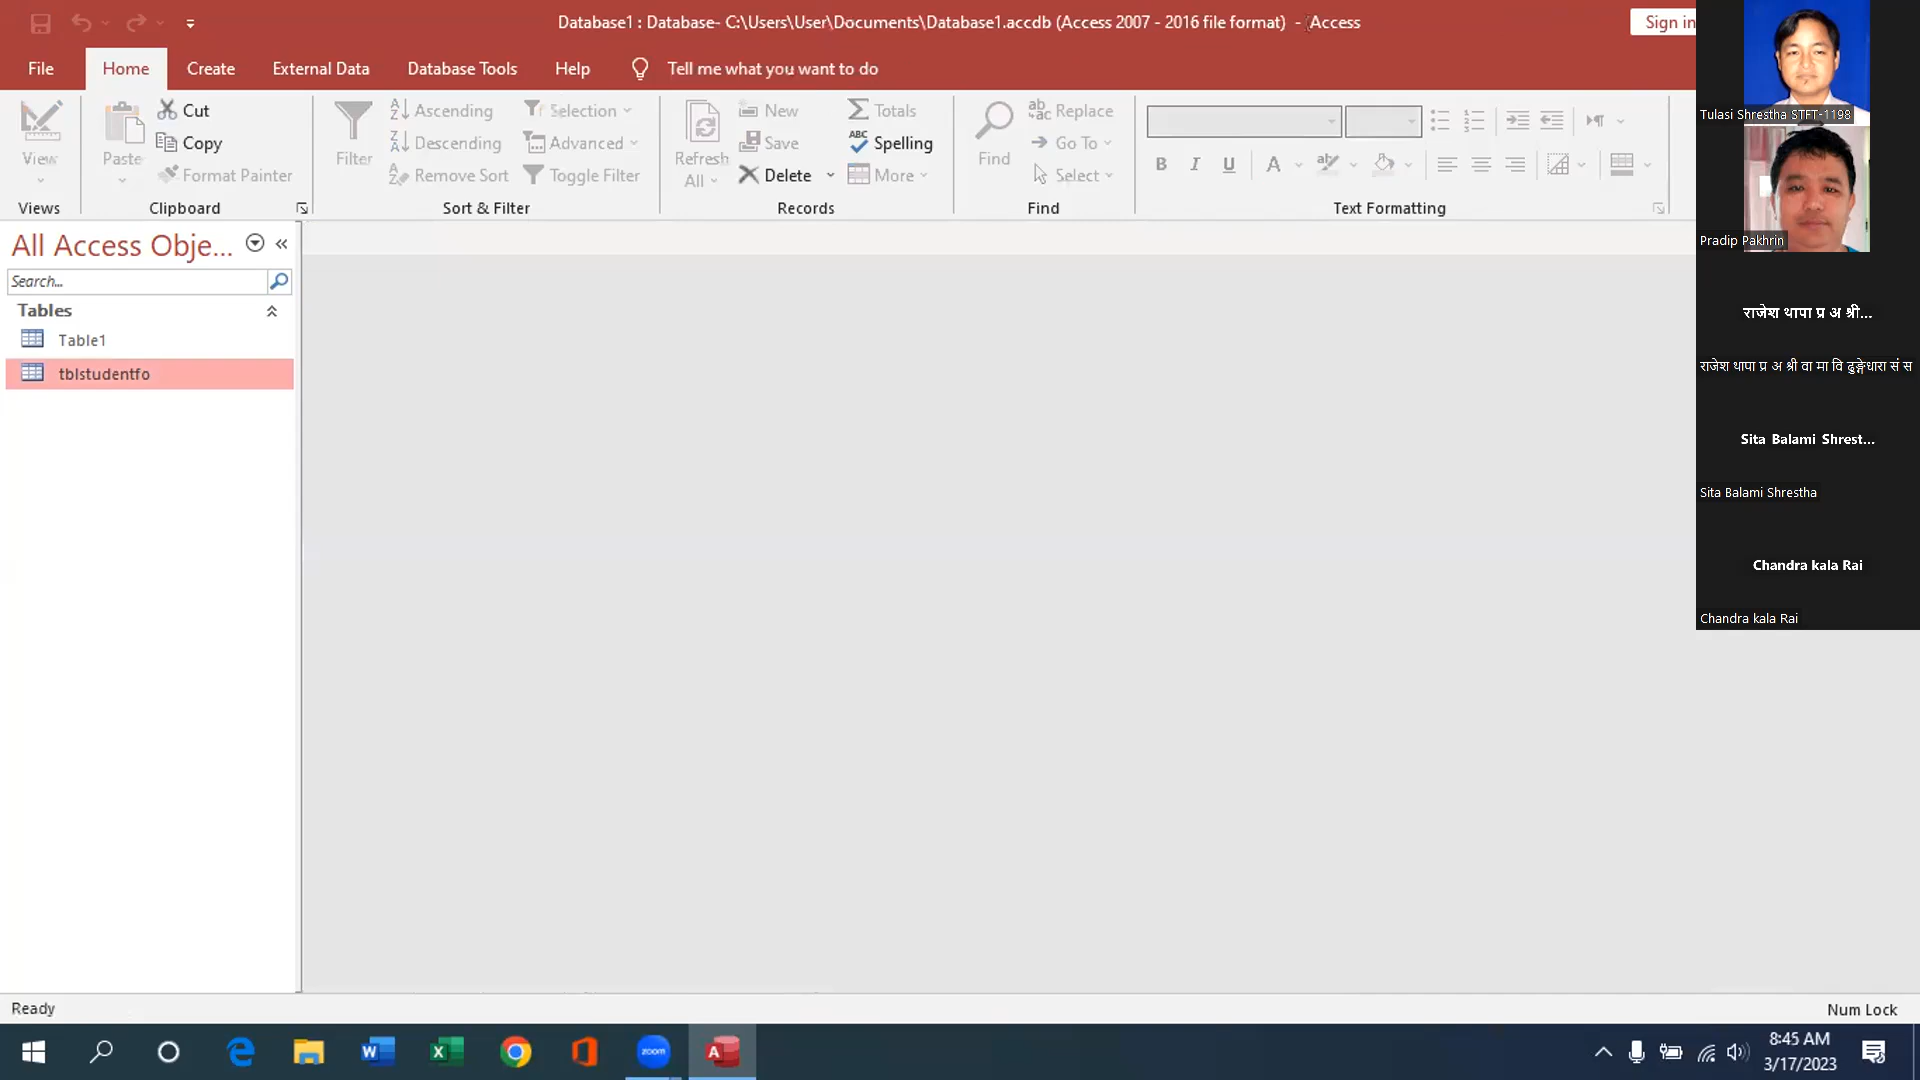 Database1 : Database- C:\Users\User\Documents\Database1.accdb (Access 2007 - 2016 file format) - Access
Sign in
File Home Create External Data Database Tools Help Tell me what you want to do
View
Views
Paste
Cut
Copy
Format Painter
Clipboard
Filter
Ascending
Descending
Remove Sort
Selection
Advanced
Toggle Filter
Sort & Filter
Refresh
All
New
Save
Delete
Totals
Spelling
More
Records
Find
Replace
Go To
Select
Find
B I U A
Text Formatting
All Access Obje...
Search...
Tables
Table1
tblstudentfo
Tulasi Shrestha STFT-1198
Pradip Pakhrin
राजेश थापा प्र अ श्री...
राजेश थापा प्र अ श्री वा मा वि ढुङ्गेधारा सं स
Sita Balami Shrest...
Sita Balami Shrestha
Chandra kala Rai
Chandra kala Rai
Ready
Num Lock
zoom
8:45 AM
3/17/2023